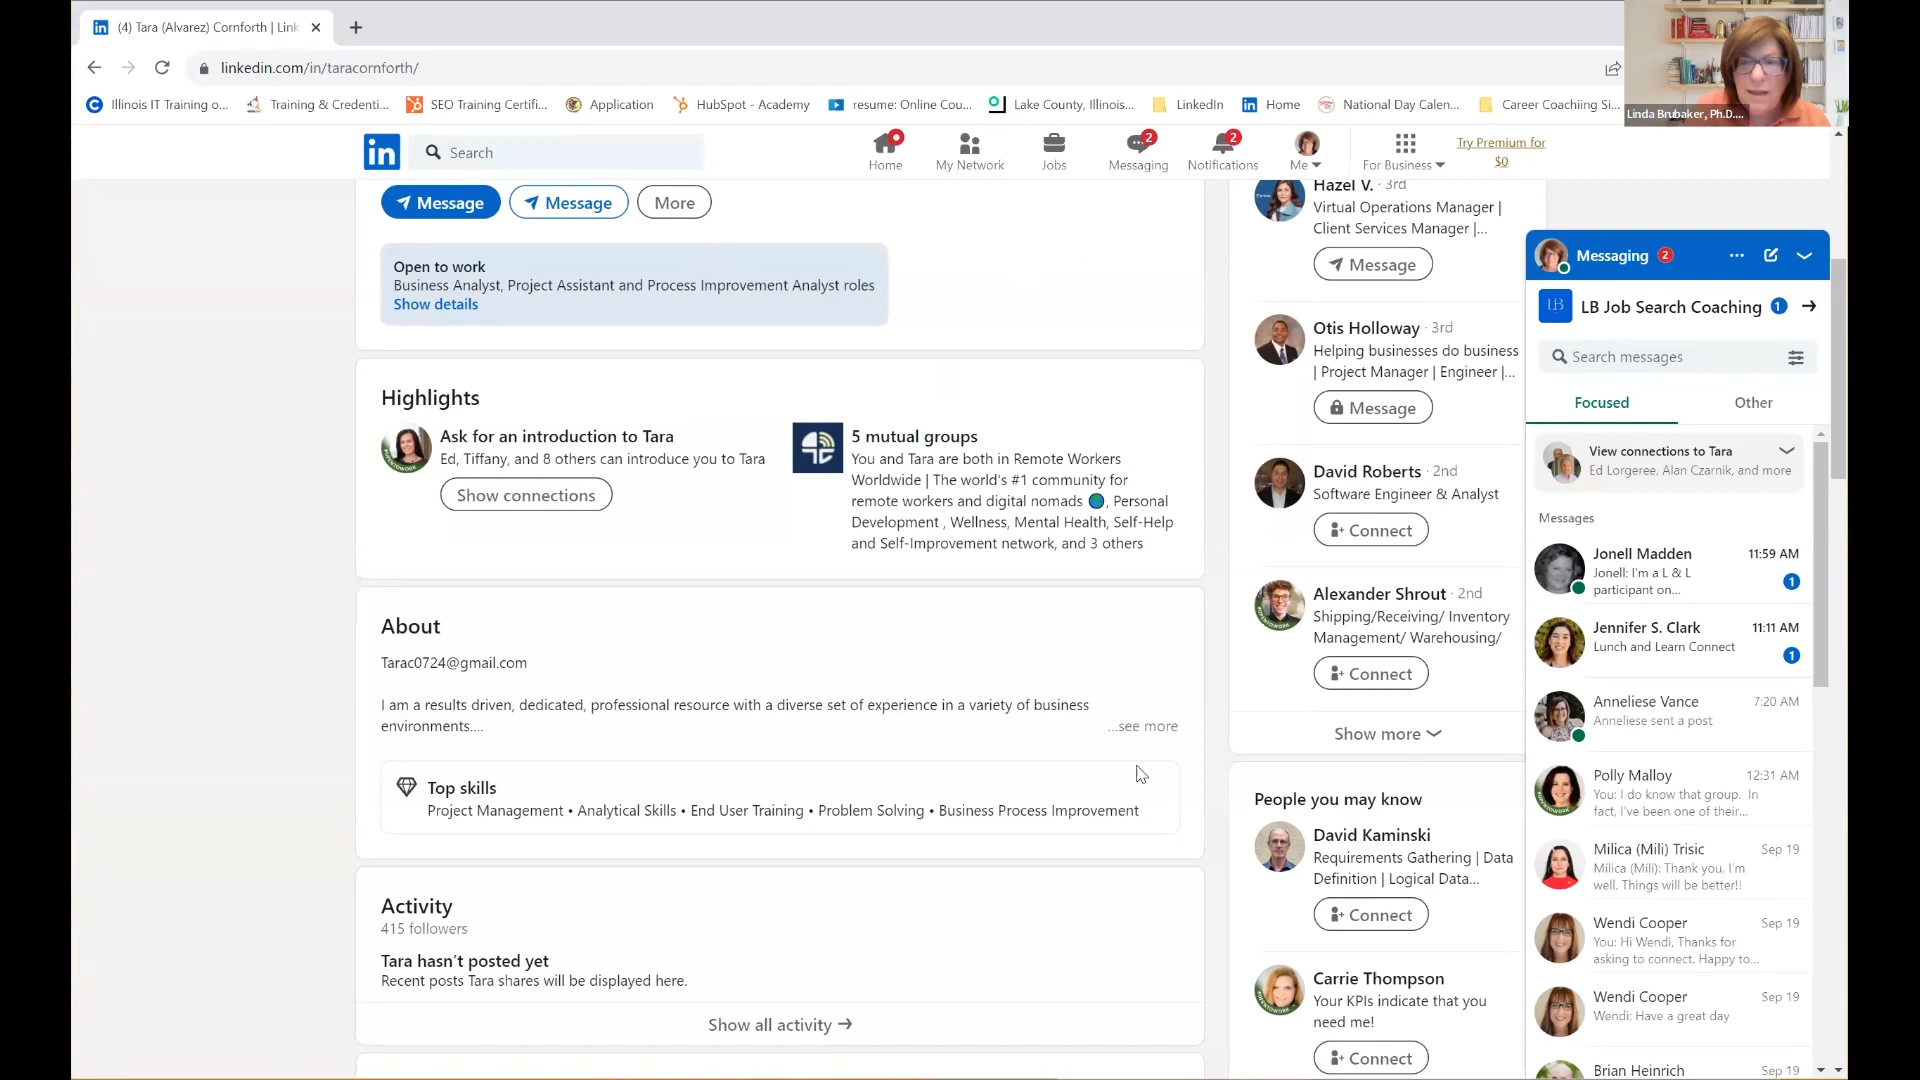 (4) Tara (Alvarez) Cornforth | Link
linkedin.com/in/taracornforth/
Illinois IT Training o...
Training & Credenti...
SEO Training Certifi...
Application
HubSpot - Academy
resume: Online Cou...
Lake County, Illinois...
LinkedIn
Home
National Day Calen...
Career Coachiing Si...
Linda Brubaker, Ph.D....
in
Search
Home
My Network
Jobs
2
Messaging
2
Notifications
Me
For Business
Try Premium for
$0
Message
Message
More
Open to work
Business Analyst, Project Assistant and Process Improvement Analyst roles
Show details
Highlights
Ask for an introduction to Tara
Ed, Tiffany, and 8 others can introduce you to Tara
Show connections
5 mutual groups
You and Tara are both in Remote Workers
Worldwide | The world's #1 community for
remote workers and digital nomads 🌏, Personal
Development , Wellness, Mental Health, Self-Help
and Self-Improvement network, and 3 others
About
Tarac0724@gmail.com
I am a results driven, dedicated, professional resource with a diverse set of experience in a variety of business
environments....
...see more
Top skills
Project Management • Analytical Skills • End User Training • Problem Solving • Business Process Improvement
Activity
415 followers
Tara hasn't posted yet
Recent posts Tara shares will be displayed here.
Show all activity →
Hazel V. · 3rd
Virtual Operations Manager |
Client Services Manager |...
Message
Otis Holloway · 3rd
Helping businesses do business
| Project Manager | Engineer |...
Message
David Roberts · 2nd
Software Engineer & Analyst
Connect
Alexander Shrout · 2nd
Shipping/Receiving/ Inventory
Management/ Warehousing/
Connect
Show more
People you may know
David Kaminski
Requirements Gathering | Data
Definition | Logical Data...
Connect
Carrie Thompson
Your KPIs indicate that you
need me!
Connect
Messaging 2
LB
LB Job Search Coaching 1 →
Search messages
Focused
Other
View connections to Tara
Ed Lorgeree, Alan Czarnik, and more
Messages
Jonell Madden 11:59 AM
Jonell: I'm a L & L
participant on...
1
Jennifer S. Clark 11:11 AM
Lunch and Learn Connect
1
Anneliese Vance 7:20 AM
Anneliese sent a post
Polly Malloy 12:31 AM
You: I do know that group. In
fact, I've been one of their...
Milica (Mili) Trisic Sep 19
Milica (Mili): Thank you, I'm
well. Things will be better!!
Wendi Cooper Sep 19
You: Hi Wendi, Thanks for
asking to connect. Happy to...
Wendi Cooper Sep 19
Wendi: Have a great day
Brian Heinrich Sep 19